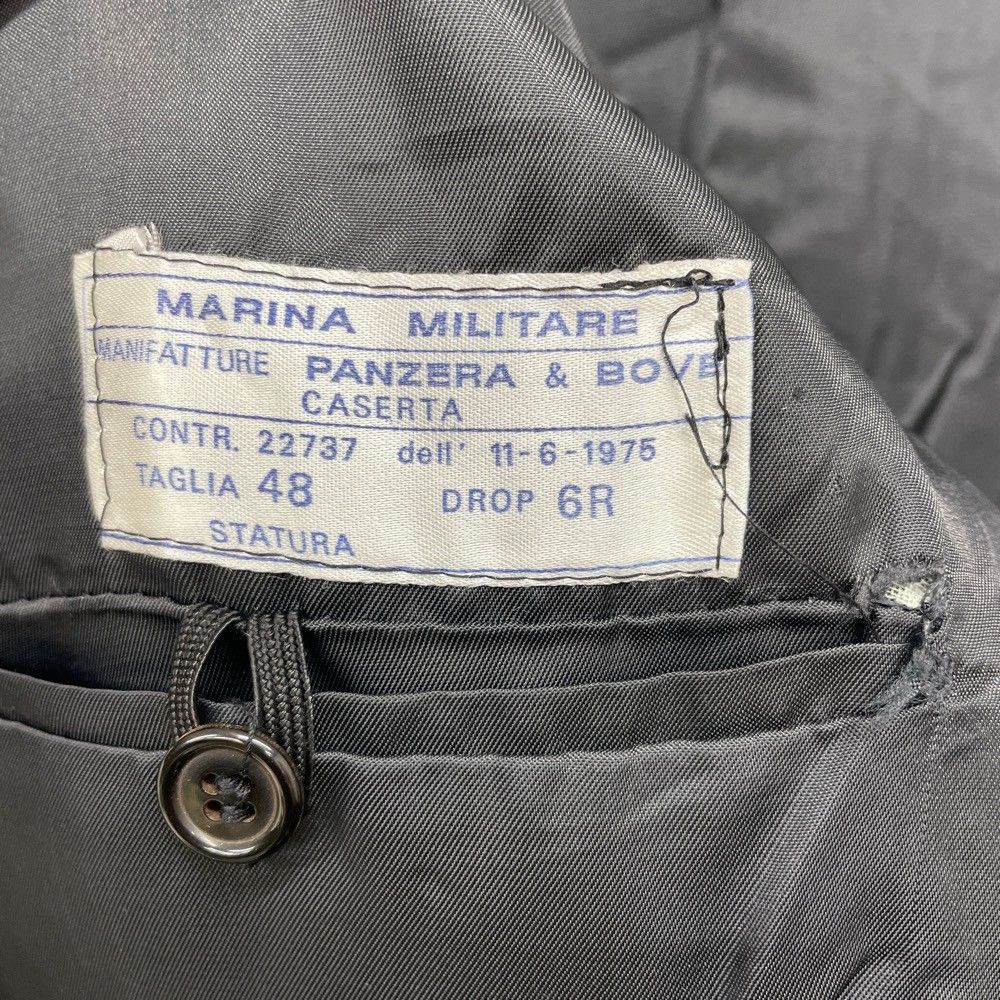 MARINA MILITARE
MANIFATTURE PANZERA & BOVE
CASERTA
CONTR. 22737 dell' 11-6-1975
TAGLIA 48 DROP 6R
STATURA